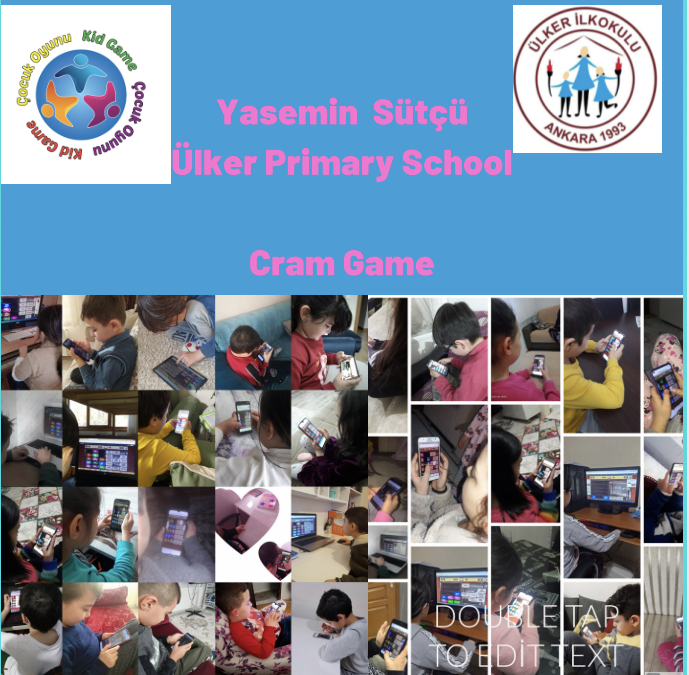 Çocuk Oyunu Kid Game Çocuk Oyunu Kid Game
ÜLKER İLKOKULU
ANKARA 1993
Yasemin Sütçü
Ülker Primary School
Cram Game
DOUBLE TAP
TO EDİT TEXT